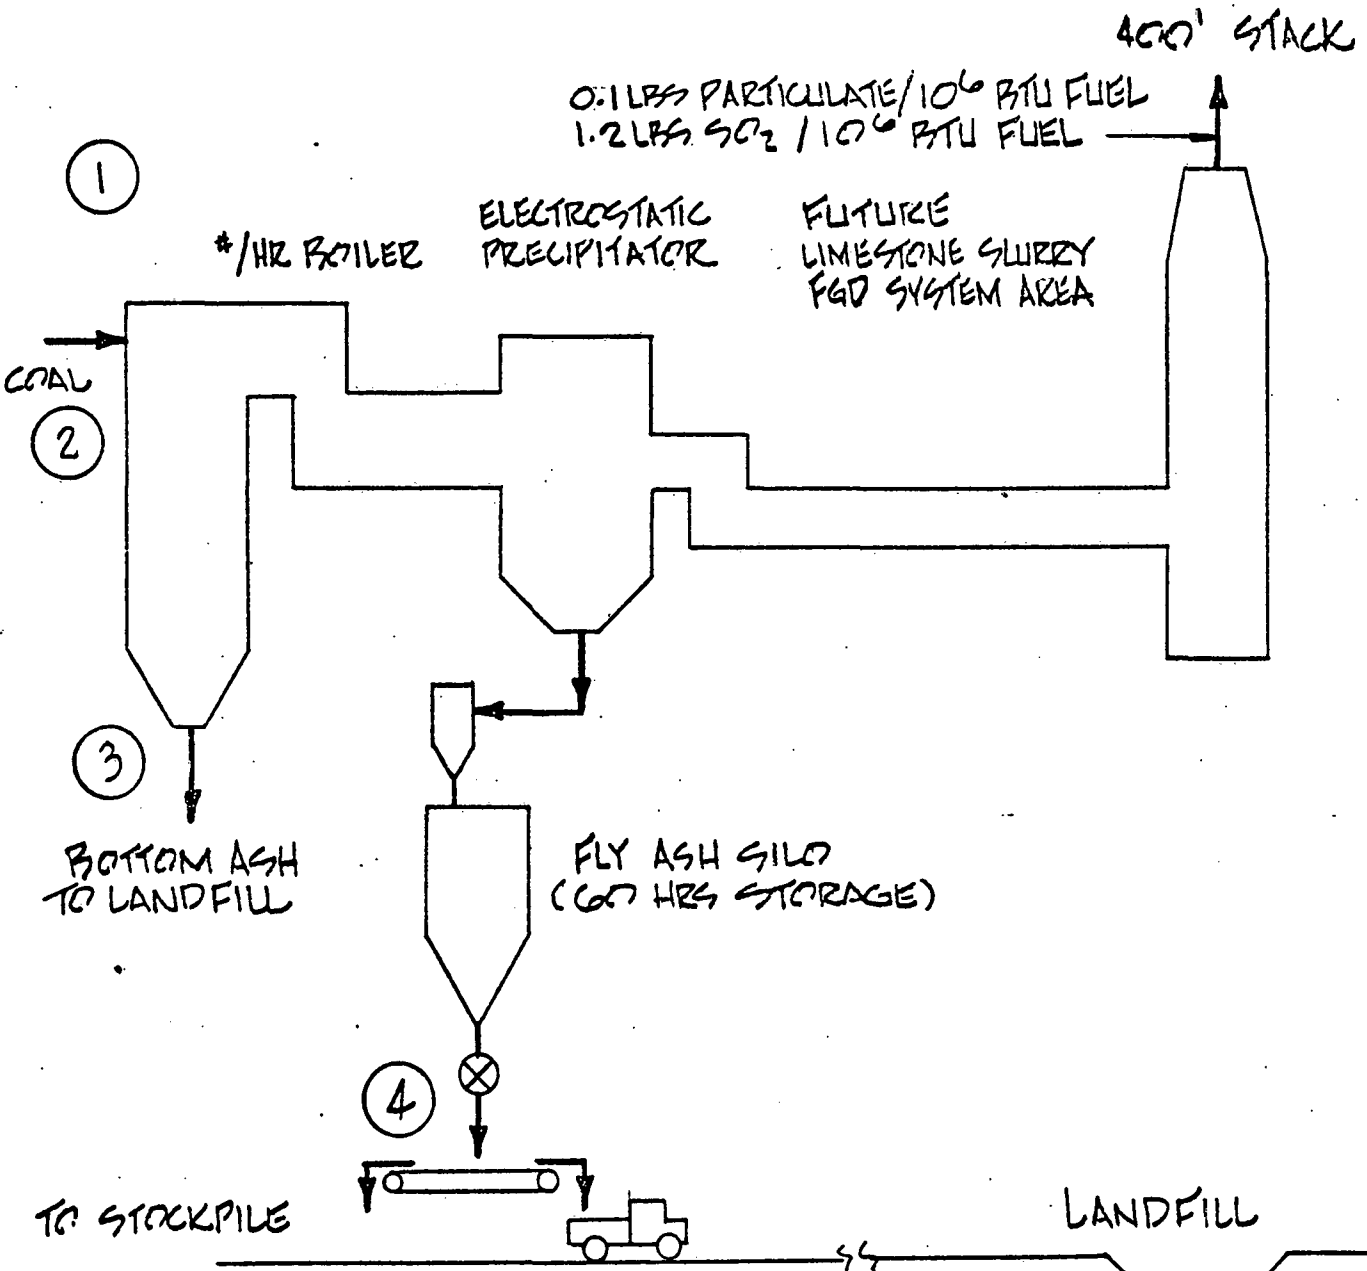 400' STACK
0.1 LBS PARTICULATE/10⁶ BTU FUEL
1.2 LBS SO₂ / 10⁶ BTU FUEL
1
#/HR BOILER
ELECTROSTATIC
PRECIPITATOR
FUTURE
LIMESTONE SLURRY
FGD SYSTEM AREA
COAL
2
3
BOTTOM ASH
TO LANDFILL
FLY ASH SILO
(60 HRS STORAGE)
4
TO STOCKPILE
LANDFILL